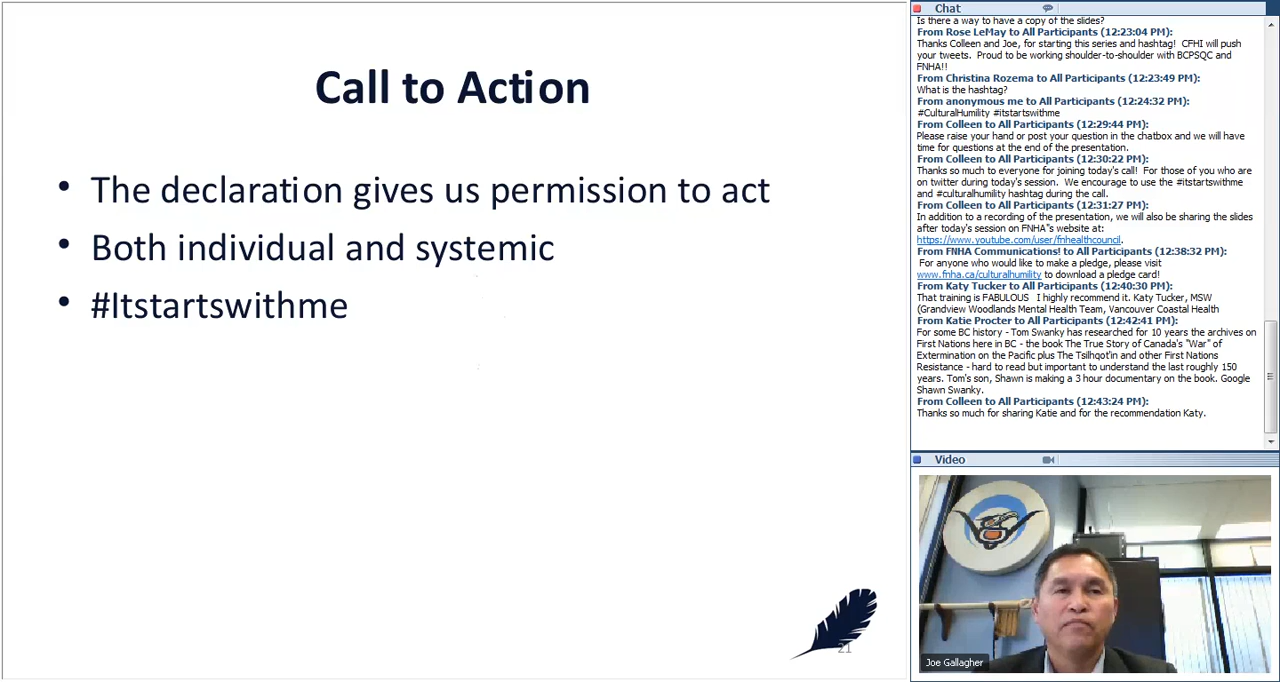 Call to Action
• The declaration gives us permission to act
• Both individual and systemic
• #Itstartswithme
21
Chat
Is there a way to have a copy of the slides?
From Rose LeMay to All Participants (12:23:04 PM):
Thanks Colleen and Joe, for starting this series and hashtag!  CFHI will push
your tweets.  Proud to be working shoulder-to-shoulder with BCPSQC and
FNHA!!
From Christina Rozema to All Participants (12:23:49 PM):
What is the hashtag?
From anonymous me to All Participants (12:24:32 PM):
#CulturalHumility #itstartswithme
From Colleen to All Participants (12:29:44 PM):
Please raise your hand or post your question in the chatbox and we will have
time for questions at the end of the presentation.
From Colleen to All Participants (12:30:22 PM):
Thanks so much to everyone for joining today's call!  For those of you who are
on twitter during today's session.  We encourage to use the #itstartswithme
and #culturalhumility hashtag during the call.
From Colleen to All Participants (12:31:27 PM):
In addition to a recording of the presentation, we will also be sharing the slides
after today's session on FNHA"s website at:
https://www.youtube.com/user/fnhealthcouncil.
From FNHA Communications! to All Participants (12:38:32 PM):
For anyone who would like to make a pledge, please visit
www.fnha.ca/culturalhumility to download a pledge card!
From Katy Tucker to All Participants (12:40:30 PM):
That training is FABULOUS   I highly recommend it. Katy Tucker, MSW
(Grandview Woodlands Mental Health Team, Vancouver Coastal Health
From Katie Procter to All Participants (12:42:41 PM):
For some BC history - Tom Swanky has researched for 10 years the archives on
First Nations here in BC - the book The True Story of Canada's "War" of
Extermination on the Pacific plus The Tsilhqot'in and other First Nations
Resistance - hard to read but important to understand the last roughly 150
years. Tom's son, Shawn is making a 3 hour documentary on the book. Google
Shawn Swanky.
From Colleen to All Participants (12:43:24 PM):
Thanks so much for sharing Katie and for the recommendation Katy.
Video
Joe Gallagher